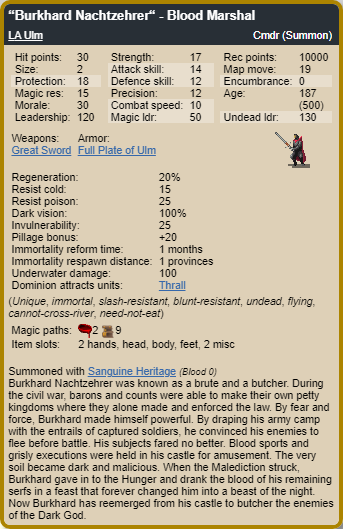 “Burkhard Nachtzehrer“ - Blood Marshal
LA Ulm Cmdr (Summon)
Hit points: 30 Strength: 17 Rec points: 10000
Size: 2 Attack skill: 14 Map move: 19
Protection: 18 Defence skill: 12 Encumbrance: 0
Magic res: 15 Precision: 12 Age: 187
Morale: 30 Combat speed: 10 (500)
Leadership: 120 Magic ldr: 50 Undead ldr: 130
Weapons: Armor:
Great Sword Full Plate of Ulm
Regeneration: 20%
Resist cold: 15
Resist poison: 25
Dark vision: 100%
Invulnerability: 25
Pillage bonus: +20
Immortality reform time: 1 months
Immortality respawn distance: 1 provinces
Underwater damage: 100
Dominion attracts units: Thrall
(Unique, immortal, slash-resistant, blunt-resistant, undead, flying,
cannot-cross-river, need-not-eat)
Magic paths: 2 9
Item slots: 2 hands, head, body, feet, 2 misc
Summoned with Sanguine Heritage (Blood 0)
Burkhard Nachtzehrer was known as a brute and a butcher. During
the civil war, barons and counts were able to make their own petty
kingdoms where they alone made and enforced the law. By fear and
force, Burkhard made himself powerful. By draping his army camp
with the entrails of captured soldiers, he convinced his enemies to
flee before battle. His subjects fared no better. Blood sports and
grisly executions were held in his castle for amusement. The very
soil became dark and malicious. When the Malediction struck,
Burkhard gave in to the Hunger and drank the blood of his remaining
serfs in a feast that forever changed him into a beast of the night.
Now Burkhard has reemerged from his castle to butcher the enemies
of the Dark God.